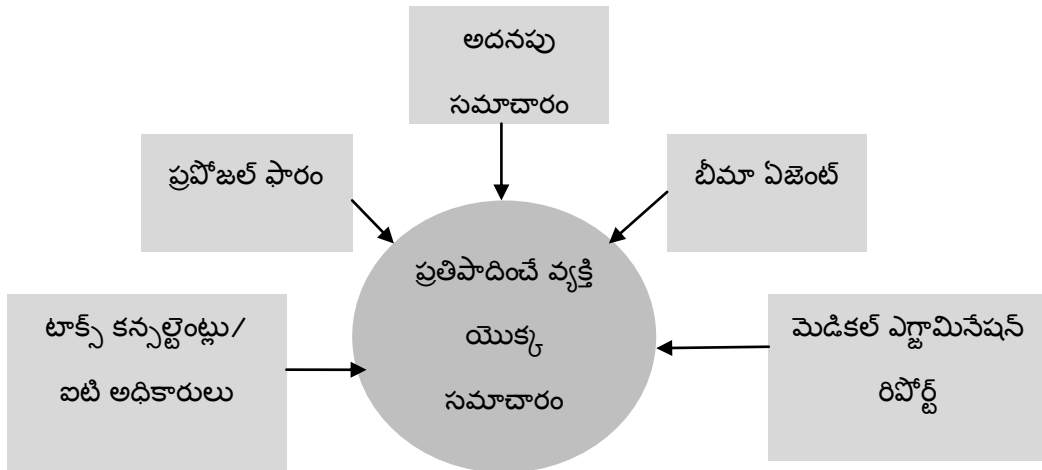 అదనపు
సమాచారం
ప్రపోజల్ ఫారం
బీమా ఏజెంట్
ప్రతిపాదించే వ్యక్తి
యొక్క
సమాచారం
టాక్స్ కన్సల్టెంట్లు/
ఐటి అధికారులు
మెడికల్ ఎగ్జామినేషన్
రిపోర్ట్